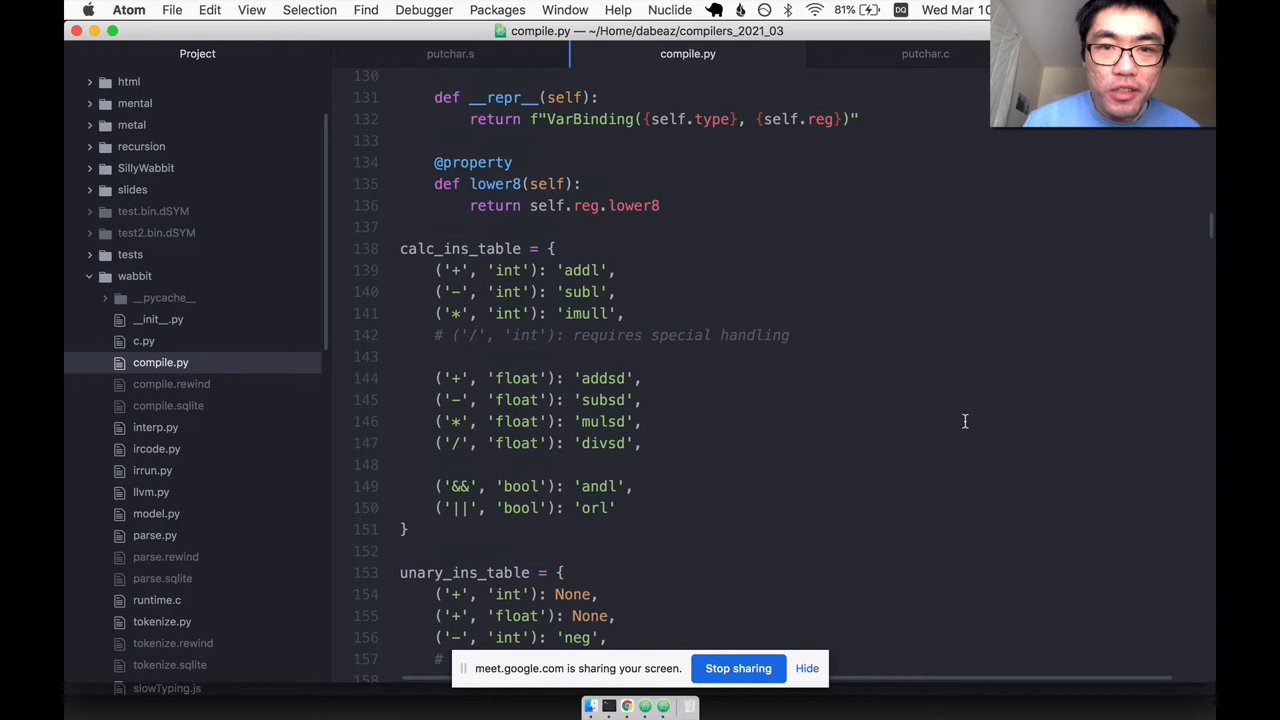 Atom File Edit View Selection Find Debugger Packages Window Help Nuclide 81% DQ Wed Mar 10
compile.py — ~/Home/dabeaz/compilers_2021_03
Project
putchar.s
compile.py
putchar.c
html
mental
metal
recursion
SillyWabbit
slides
test.bin.dSYM
test2.bin.dSYM
tests
wabbit
__pycache__
__init__.py
c.py
compile.py
compile.rewind
compile.sqlite
interp.py
ircode.py
irrun.py
llvm.py
model.py
parse.py
parse.rewind
parse.sqlite
runtime.c
tokenize.py
tokenize.rewind
tokenize.sqlite
slowTyping.js
130
131 def __repr__(self):
132 return f"VarBinding({self.type}, {self.reg})"
133
134 @property
135 def lower8(self):
136 return self.reg.lower8
137
138 calc_ins_table = {
139 ('+', 'int'): 'addl',
140 ('-', 'int'): 'subl',
141 ('*', 'int'): 'imull',
142 # ('/', 'int'): requires special handling
143
144 ('+', 'float'): 'addsd',
145 ('-', 'float'): 'subsd',
146 ('*', 'float'): 'mulsd',
147 ('/', 'float'): 'divsd',
148
149 ('&&', 'bool'): 'andl',
150 ('||', 'bool'): 'orl'
151 }
152
153 unary_ins_table = {
154 ('+', 'int'): None,
155 ('+', 'float'): None,
156 ('-', 'int'): 'neg',
157 #
158
meet.google.com is sharing your screen. Stop sharing Hide